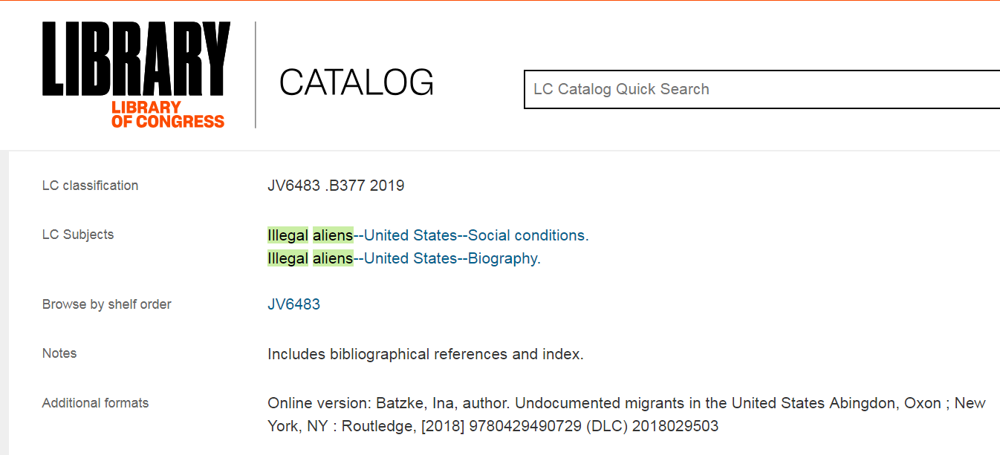 LIBRARY
LIBRARY
OF CONGRESS
CATALOG
LC Catalog Quick Search
LC classification
JV6483 .B377 2019
LC Subjects
Illegal aliens--United States--Social conditions.
Illegal aliens--United States--Biography.
Browse by shelf order
JV6483
Notes
Includes bibliographical references and index.
Additional formats
Online version: Batzke, Ina, author. Undocumented migrants in the United States Abingdon, Oxon ; New
York, NY : Routledge, [2018] 9780429490729 (DLC) 2018029503